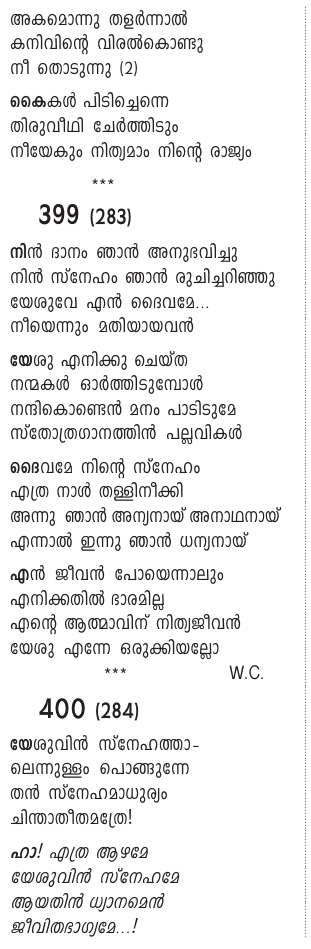 അകമൊന്നു തളർന്നാൽ
കനിവിന്റെ വിരൽകൊണ്ടു
നീ തൊടുന്നു (2)
കൈകൾ പിടിച്ചെന്നെ
തിരുവീഥി ചേർത്തിടും
നീയേകും നിത്യമാം നിന്റെ രാജ്യം
***
399 (283)
നിൻ ദാനം ഞാൻ അനുഭവിച്ചു
നിൻ സ്നേഹം ഞാൻ രുചിച്ചറിഞ്ഞു
യേശുവേ എൻ ദൈവമേ...
നീയെന്നും മതിയായവൻ
യേശു എനിക്കു ചെയ്ത
നന്മകൾ ഓർത്തിടുമ്പോൾ
നന്ദികൊണ്ടെൻ മനം പാടിടുമേ
സ്തോത്രഗാനത്തിൻ പല്ലവികൾ
ദൈവമേ നിന്റെ സ്നേഹം
എത്ര നാൾ തള്ളിനീക്കി
അന്നു ഞാൻ അന്യനായ് അനാഥനായ്
എന്നാൽ ഇന്നു ഞാൻ ധന്യനായ്
എൻ ജീവൻ പോയെന്നാലും
എനിക്കതിൽ ഭാരമില്ല
എന്റെ ആത്മാവിന് നിത്യജീവൻ
യേശു എന്നേ ഒരുക്കിയല്ലോ
*** W.C.
400 (284)
യേശുവിൻ സ്നേഹത്താ-
ലെന്നുള്ളം പൊങ്ങുന്നേ
തൻ സ്നേഹമാധുര്യം
ചിന്താതീതമത്രേ!
ഹാ! എത്ര ആഴമേ
യേശുവിൻ സ്നേഹമേ
ആയതിൻ ധ്യാനമെൻ
ജീവിതഭാഗ്യമേ...!